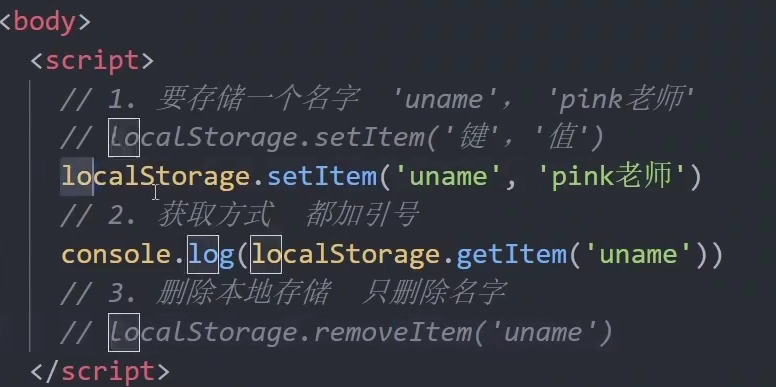 <body>
<script>
// 1. 要存储一个名字 'uname', 'pink老师'
// localStorage.setItem('键','值')
localStorage.setItem('uname', 'pink老师')
// 2. 获取方式 都加引号
console.log(localStorage.getItem('uname'))
// 3. 删除本地存储 只删除名字
// localStorage.removeItem('uname')
</script>